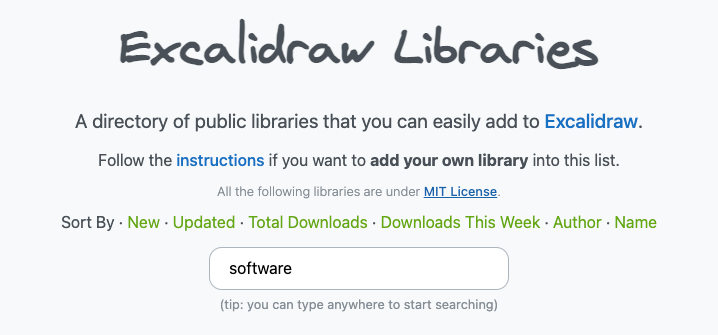 Excalidraw Libraries
A directory of public libraries that you can easily add to Excalidraw.
Follow the instructions if you want to add your own library into this list.
All the following libraries are under MIT License.
Sort By · New · Updated · Total Downloads · Downloads This Week · Author · Name
software
(tip: you can type anywhere to start searching)